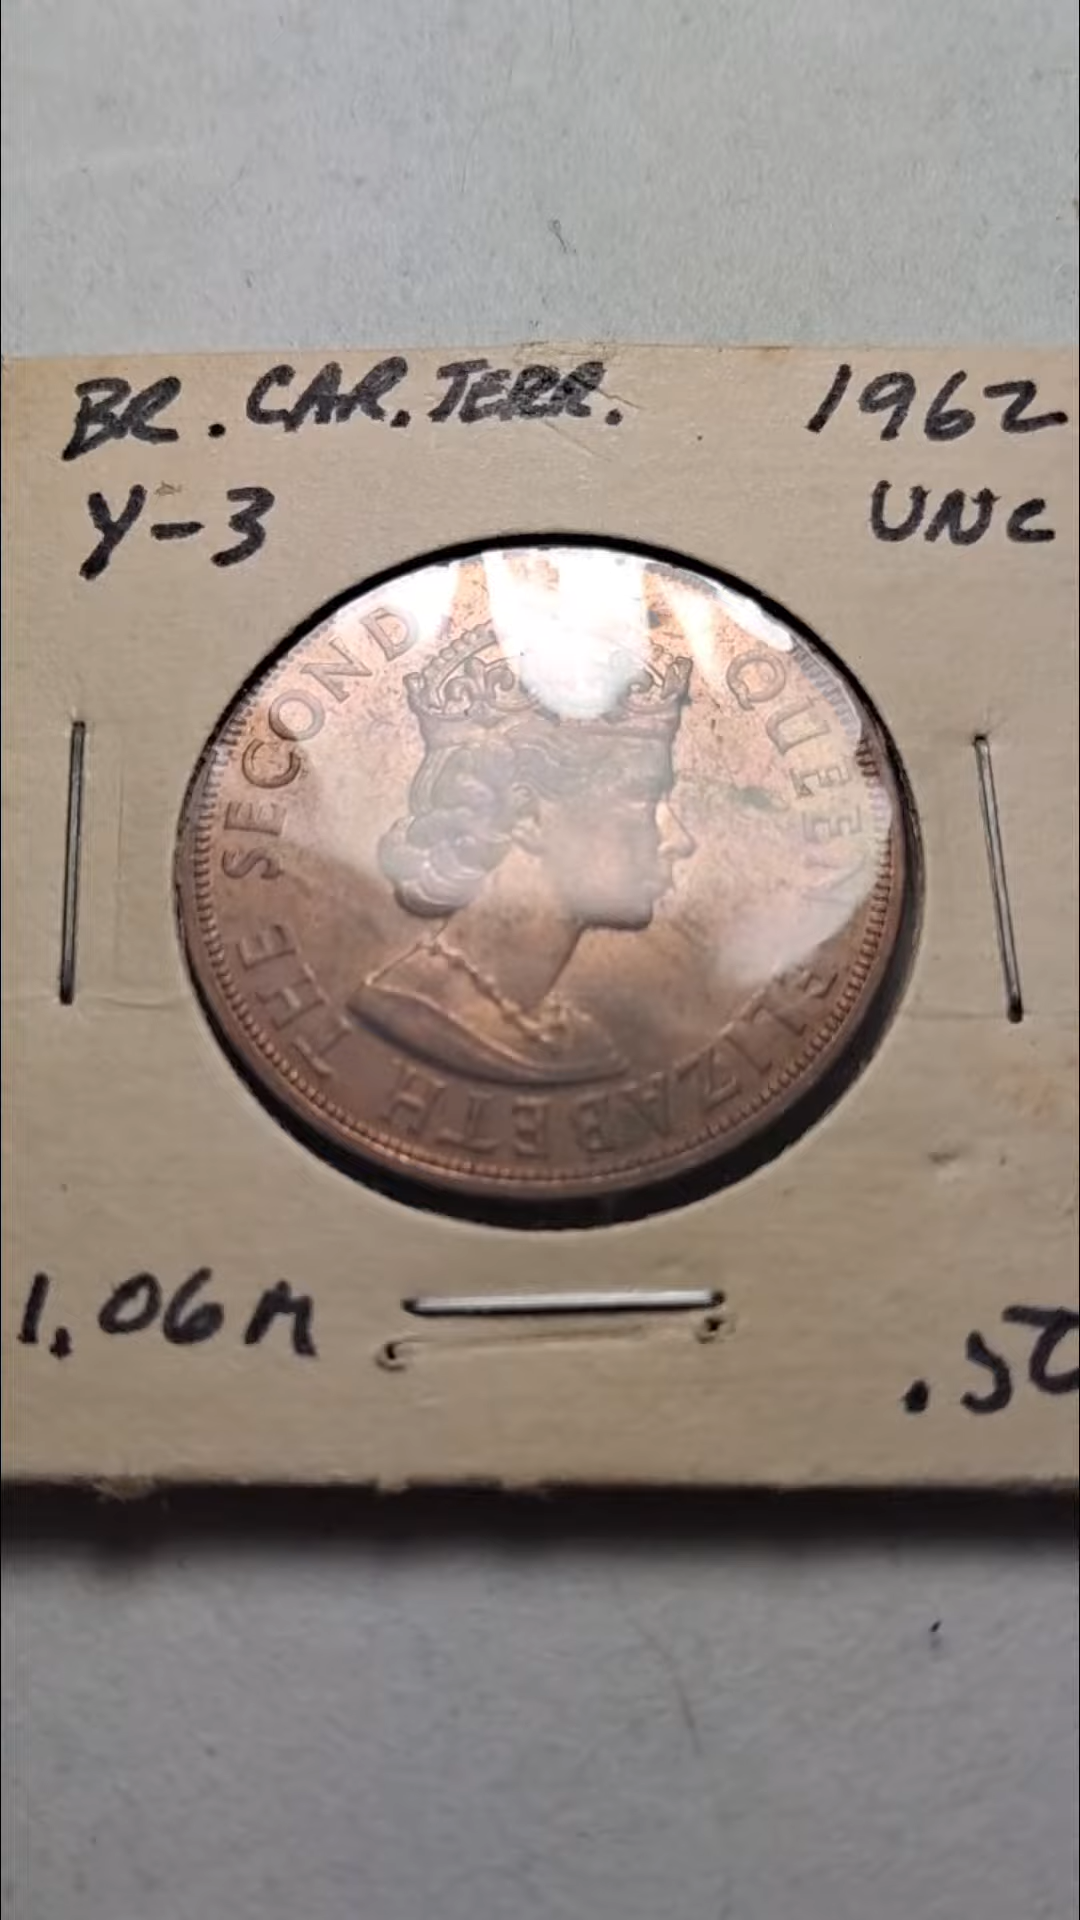 BR. CAR. TERR. 1962
Y-3 UNC
QUEEN ELIZABETH THE SECOND
1.06M .50